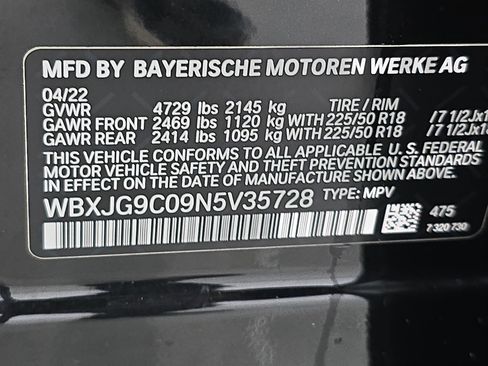 MFD BY BAYERISCHE MOTOREN WERKE AG
04/22
GVWR 4729 lbs 2145 kg TIRE / RIM
GAWR FRONT 2469 lbs 1120 kg WITH 225/50 R18 /7 1/2Jx1
GAWR REAR 2414 lbs 1095 kg WITH 225/50 R18 /7 1/2Jx1
THIS VEHICLE CONFORMS TO ALL APPLICABLE U. S. FEDERAL
MOTOR VEHICLE SAFETY STANDARDS IN EFFECT ON THE
DATE OF MANUFACTURE SHOWN ABOVE.
WBXJG9C09N5V35728 TYPE: MPV
475
7 320 730